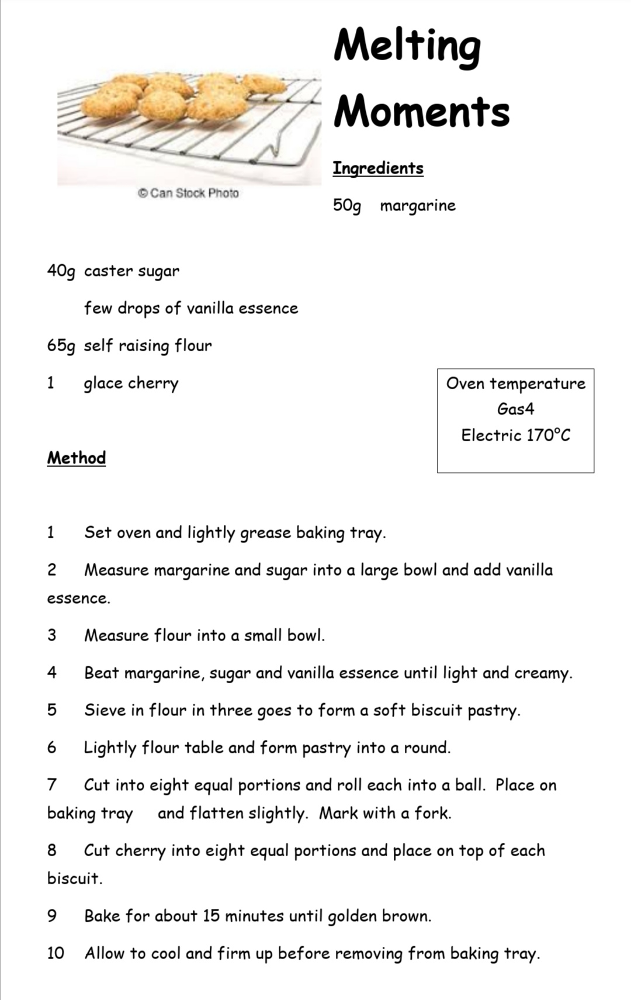 Melting
Moments
© Can Stock Photo
Ingredients
50g margarine
40g caster sugar
few drops of vanilla essence
65g self raising flour
1 glace cherry
Oven temperature
Gas4
Electric 170°C
Method
1 Set oven and lightly grease baking tray.
2 Measure margarine and sugar into a large bowl and add vanilla
essence.
3 Measure flour into a small bowl.
4 Beat margarine, sugar and vanilla essence until light and creamy.
5 Sieve in flour in three goes to form a soft biscuit pastry.
6 Lightly flour table and form pastry into a round.
7 Cut into eight equal portions and roll each into a ball. Place on
baking tray and flatten slightly. Mark with a fork.
8 Cut cherry into eight equal portions and place on top of each
biscuit.
9 Bake for about 15 minutes until golden brown.
10 Allow to cool and firm up before removing from baking tray.